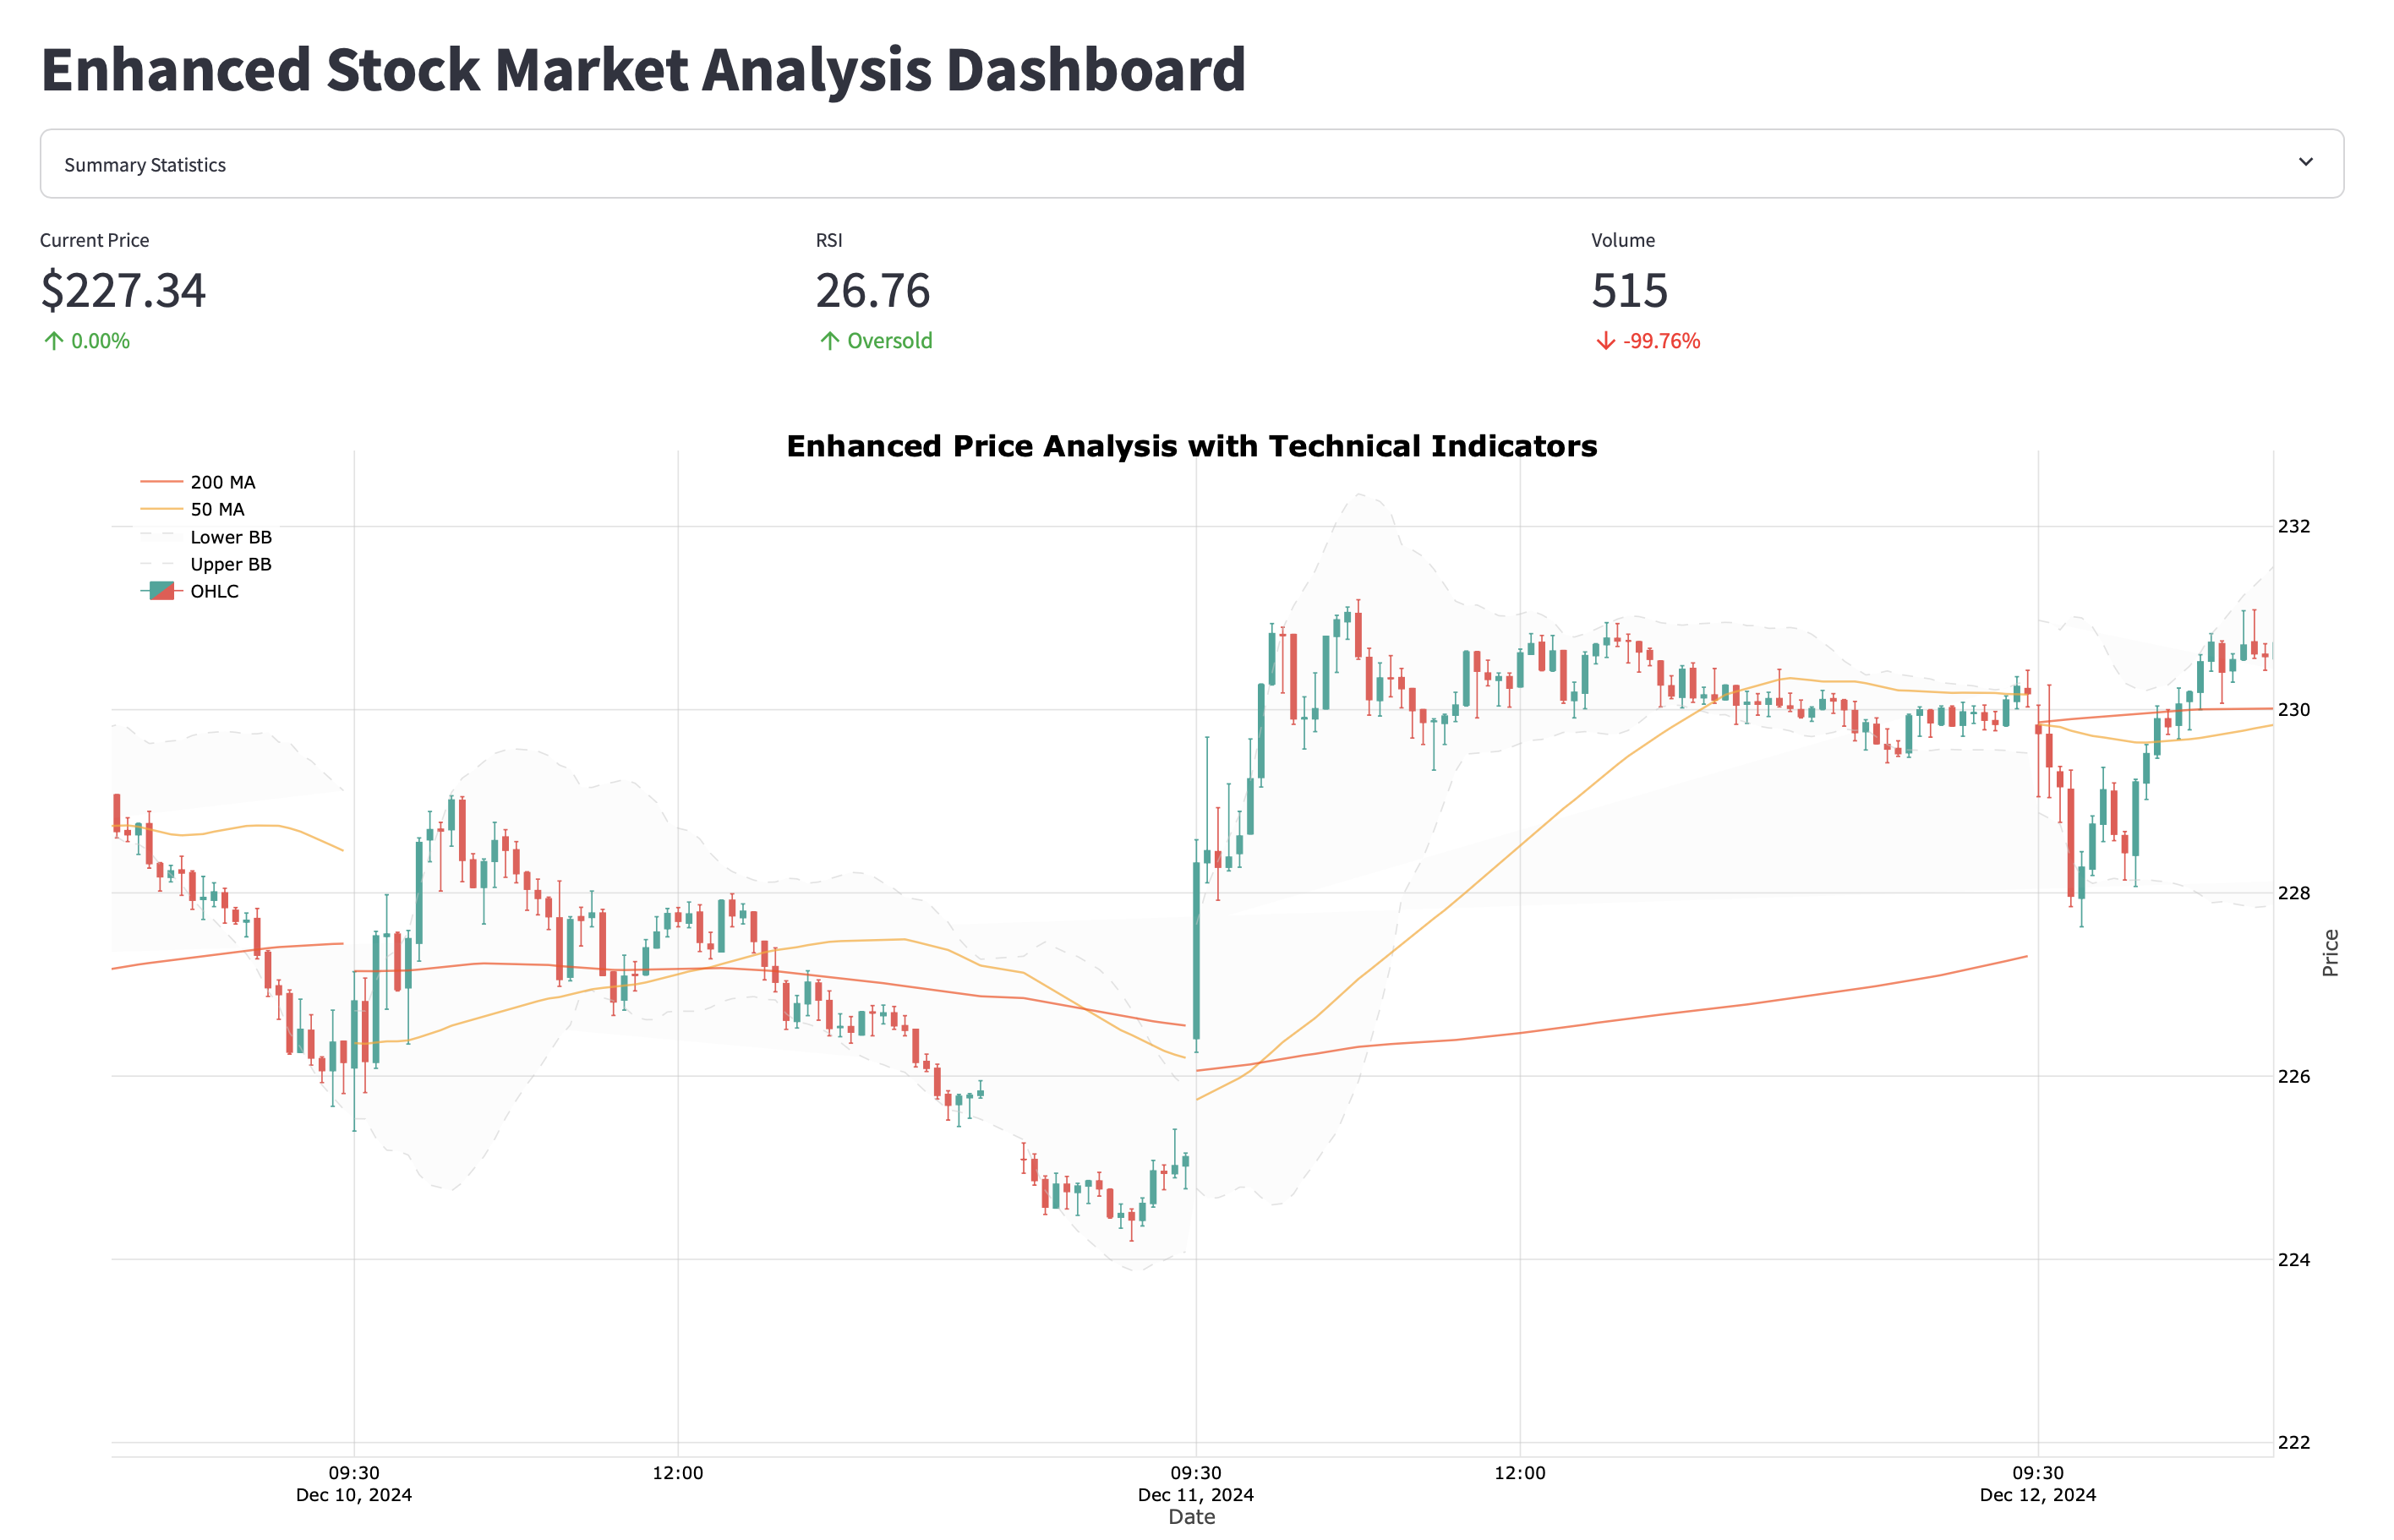 Enhanced Stock Market Analysis Dashboard
Summary Statistics
Current Price
$227.34
0.00%
RSI
26.76
Oversold
Volume
515
-99.76%
Enhanced Price Analysis with Technical Indicators
200 MA
50 MA
Lower BB
Upper BB
OHLC
232
230
228
226
224
222
Price
09:30
Dec 10, 2024
12:00
09:30
Dec 11, 2024
12:00
09:30
Dec 12, 2024
Date